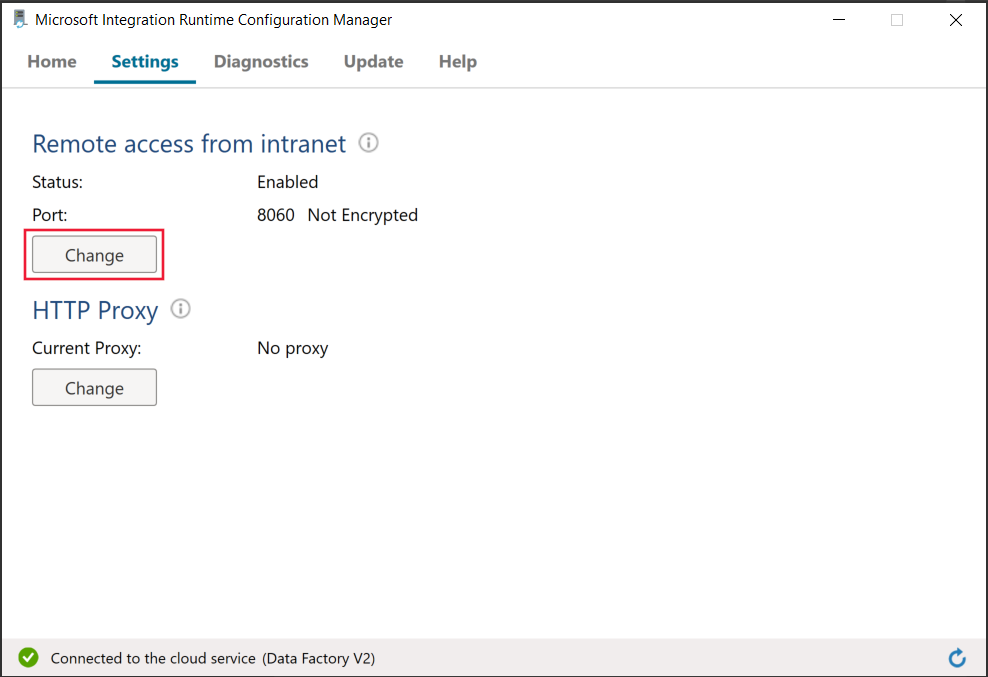 Microsoft Integration Runtime Configuration Manager
Home Settings Diagnostics Update Help
Remote access from intranet
Status: Enabled
Port: 8060 Not Encrypted
Change
HTTP Proxy
Current Proxy: No proxy
Change
Connected to the cloud service (Data Factory V2)